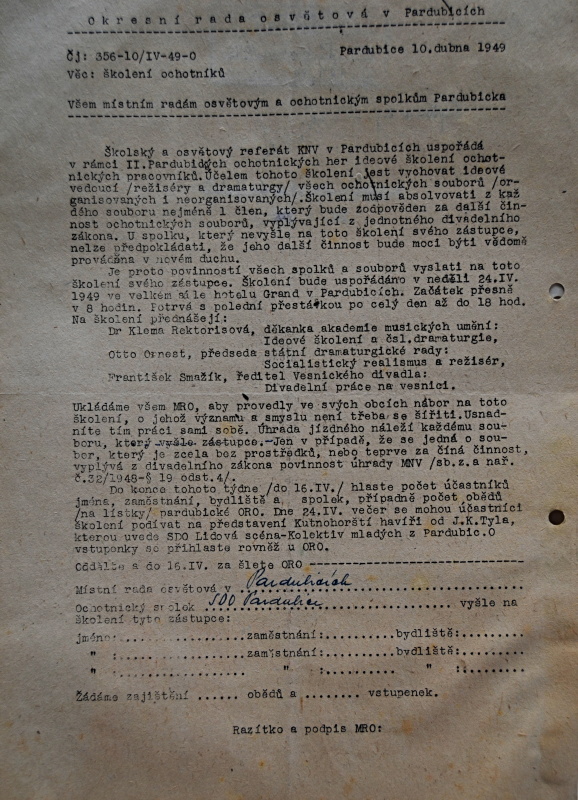 Okresní rada osvětová v Pardubicích
Čj: 356-10/IV-49-O Pardubice 10.dubna 1949
Věc: školení ochotníků
Všem místním radám osvětovým a ochotnickým spolkům Pardubicka
Školský a osvětový referát KNV v Pardubicích uspořádá
v rámci II.Pardubických ochotnických her ideové školení ochot-
nických pracovníků.Účelem tohoto školení jest vychovat ideově
vedoucí /režiséry a dramaturgy/ všech ochotnických souborů /or-
ganisovaných i neorganisovaných/.Školení musí absolvovati z kaž
dého souboru nejméně 1 člen, který bude zodpověden za další čin-
nost ochotnických souborů, vyplývající z jednotného divadelního
zákona. U spolku, který nevyšle na toto školení svého zástupce,
nelze předpokládati, že jeho další činnost bude moci býti vědomě
prováděna v novém duchu.
Je proto povinností všech spolků a souborů vyslati na toto
školení svého zástupce. Školení bude uspořádáno v neděli 24.IV.
1949 ve velkém sále hotelu Grand v Pardubicích. Začátek přesně
v 8 hodin. Potrvá s polední přestávkou po celý den až do 18 hod.
Na školení přednášejí:
Dr Klema Rektorisová, děkanka akademie musických umění:
Ideové školení a čsl.dramaturgie,
Otto Ornest, předseda státní dramaturgické rady:
Socialistický realismus a režisér,
František Smažík, ředitel Vesnického divadla:
Divadelní práce na vesnici.
Ukládáme všem MRO, aby provedly ve svých obcích nábor na toto
školení, o jehož významu a smyslu není třeba se šířiti.Usnad-
níte tím práci sami sobě. Úhrada jízdného náleží každému sou-
boru, který vyšle zástupce.-Jen v případě, že se jedná o sou-
bor, který je zcela bez prostředků, nebo teprve začíná činnost,
vyplývá z divadelního zákona povinnost úhrady MNV /sb.z.a nař.
č.32/1948-§ 19 odst.4/.
Do konce tohoto týdne /do 16.IV./ hlaste počet účastníků
jména, zaměstnání, bydliště a spolek, případně počet obědů
/na lístky/ pardubické ORO. Dne 24.IV. večer se mohou účastníci
školení podívat na představení Kutnohorští havíři od J.K.Tyla,
kterou uvede SDO Lidová scéna-Kolektiv mladých z Pardubic.O
vstupenky se přihlaste rovněž u ORO.
Oddělte a do 16.IV. zašlete ORO
Místní rada osvětová v Pardubicích
Ochotnický spolek SDO Pardubice vyšle na
školení tyto zástupce:
jméno:....................zaměstnání:..........bydliště:.........
" :....................zaměstnání:..........bydliště:.........
" :.................... " :.......... " :.........
Žádáme zajištění ...... obědů a ........ vstupenek.
Razítko a podpis MRO: